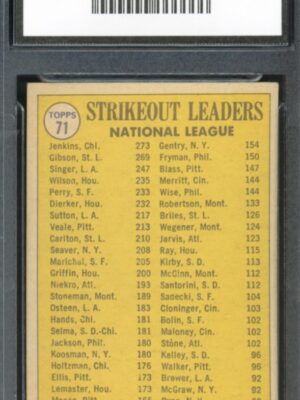 TOPPS
71
STRIKEOUT LEADERS
NATIONAL LEAGUE
Jenkins, Chi. 273 Gentry, N. Y. 154
Gibson, St. L. 269 Fryman, Phil. 150
Singer, L. A. 247 Blass, Pitt. 147
Wilson, Hou. 235 Merritt, Cin. 144
Perry, S. F. 233 Wise, Phil. 144
Dierker, Hou. 232 Robertson, Mont. 133
Sutton, L. A. 217 Briles, St. L. 126
Veale, Pitt. 213 Wegener, Mont. 124
Carlton, St. L. 210 Jarvis, Atl. 123
Seaver, N. Y. 208 Ray, Hou. 115
Marichal, S. F. 205 Kirby, S. D. 113
Griffin, Hou. 200 McGinn, Mont. 112
Niekro, Atl. 193 Santorini, S. D. 112
Stoneman, Mont. 189 Sadecki, S. F. 104
Osteen, L. A. 183 Cloninger, Cin. 103
Hands, Chi. 181 Bolin, S. F. 102
Selma, S. D.-Chi. 181 Maloney, Cin. 102
Jackson, Phil. 180 Stone, Atl. 102
Koosman, N. Y. 180 Kelley, S. D. 96
Holtzman, Chi. 176 Walker, Pitt. 96
Ellis, Pitt. 173 Brewer, L. A. 92
Lemaster, Hou. 173 McGraw, N. Y. 92